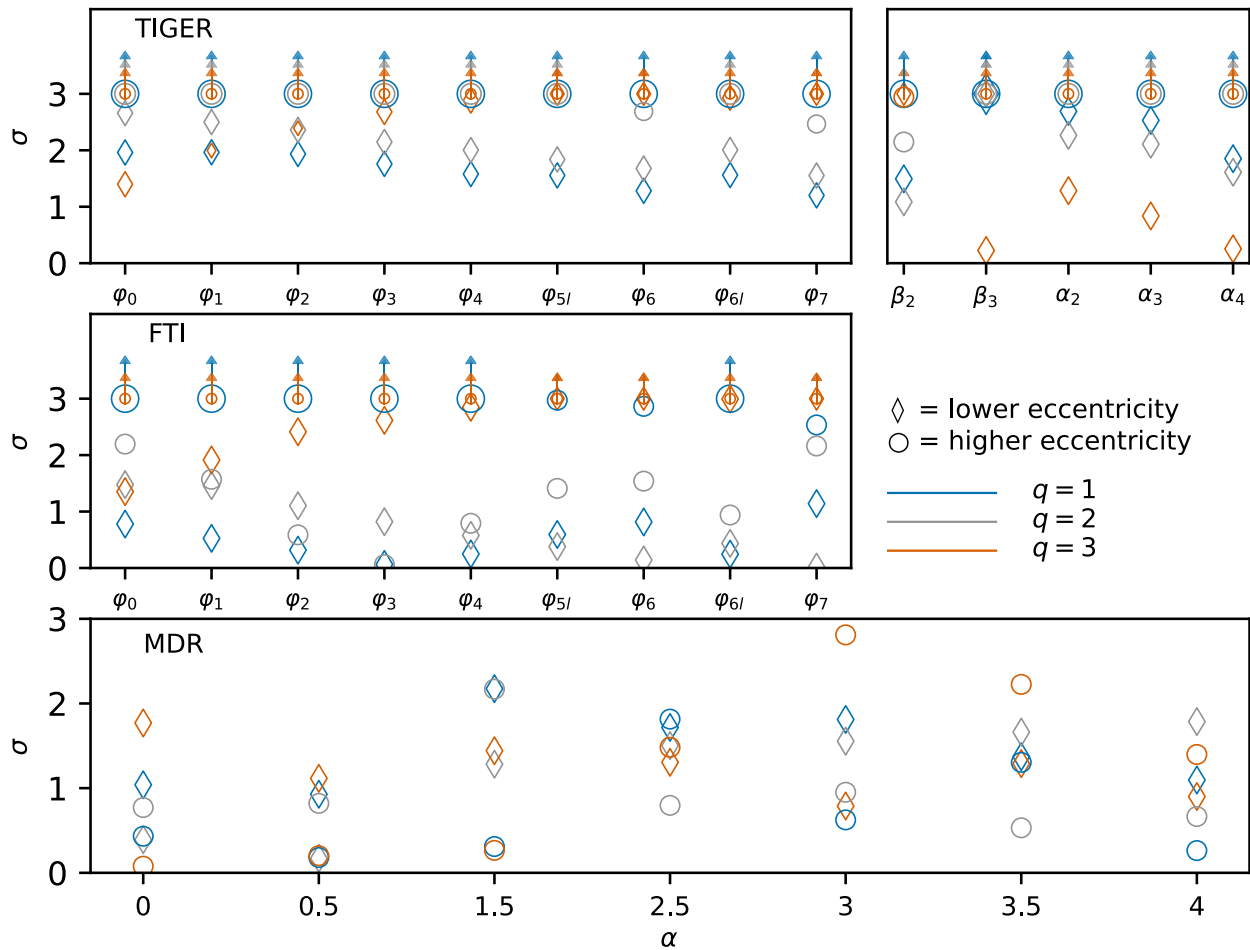 TIGER
σ
3
2
1
0
φ₀ φ₁ φ₂ φ₃ φ₄ φ₅ₗ φ₆ φ₆ₗ φ₇
β₂ β₃ α₂ α₃ α₄
FTI
σ
3
2
1
0
φ₀ φ₁ φ₂ φ₃ φ₄ φ₅ₗ φ₆ φ₆ₗ φ₇
◊ = lower eccentricity
○ = higher eccentricity
q = 1
q = 2
q = 3
MDR
σ
3
2
1
0
0 0.5 1.5 2.5 3 3.5 4
α